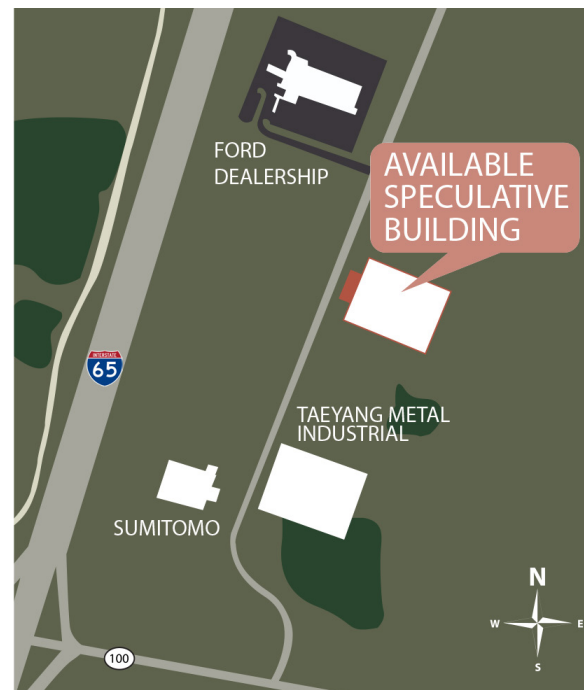 FORD
DEALERSHIP
AVAILABLE
SPECULATIVE
BUILDING
INTERSTATE
65
TAEYANG METAL
INDUSTRIAL
SUMITOMO
N
W
E
S
100